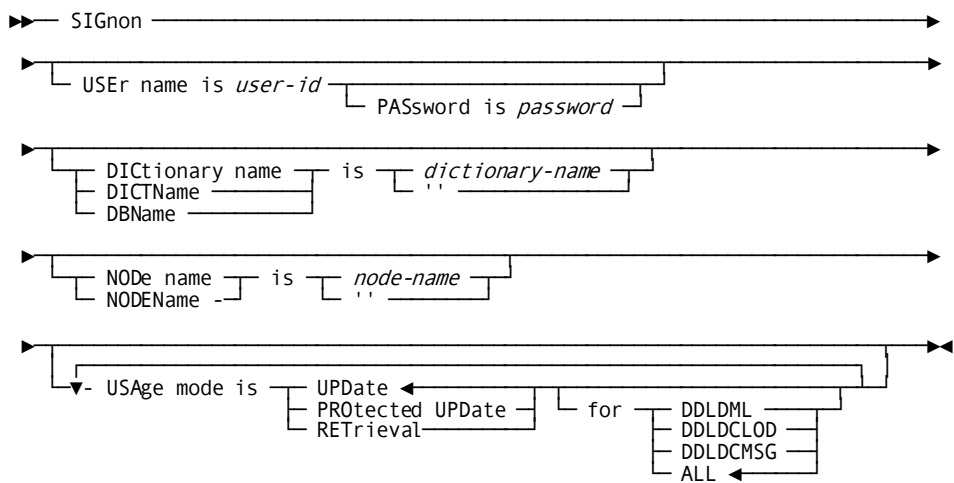 SIGnon
USEr name is user-id
PASsword is password
DICtionary name is dictionary-name
DICTName ''
DBName
NODe name is node-name
NODEName ''
USAge mode is UPDate for DDLDML
PROtected UPDate DDLDCLOD
RETrieval DDLDCMSG
ALL